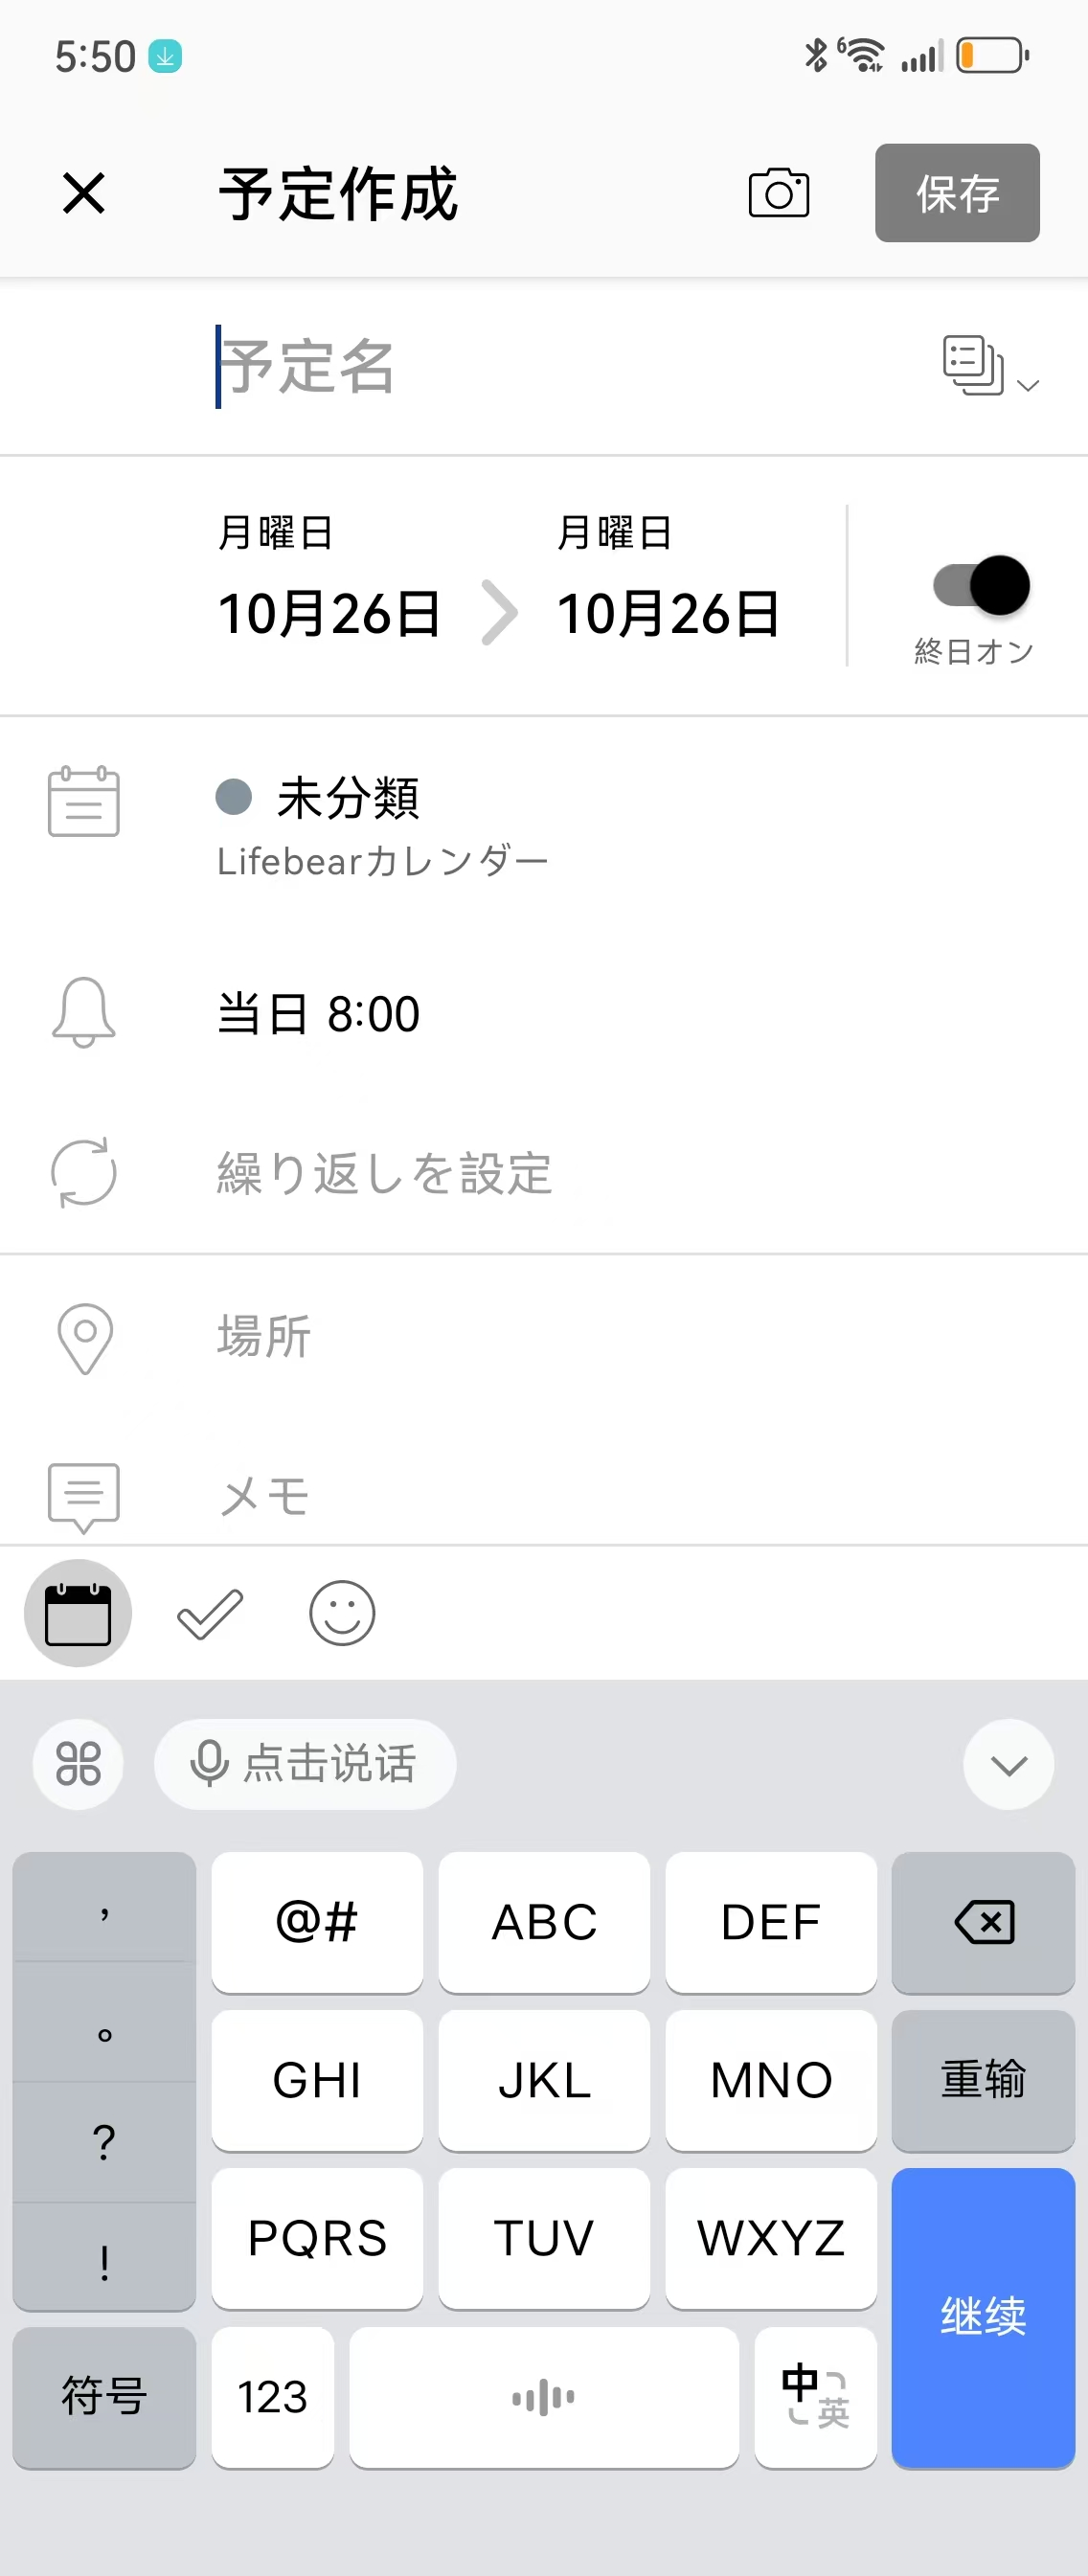 5:50
予定作成
保存
予定名
月曜日 月曜日
10月26日 10月26日
終日オン
未分類
Lifebearカレンダー
当日 8:00
繰り返しを設定
場所
メモ
点击说话
， @# ABC DEF
。 GHI JKL MNO 重输
？
！ PQRS TUV WXYZ
继续
符号 123 中 英